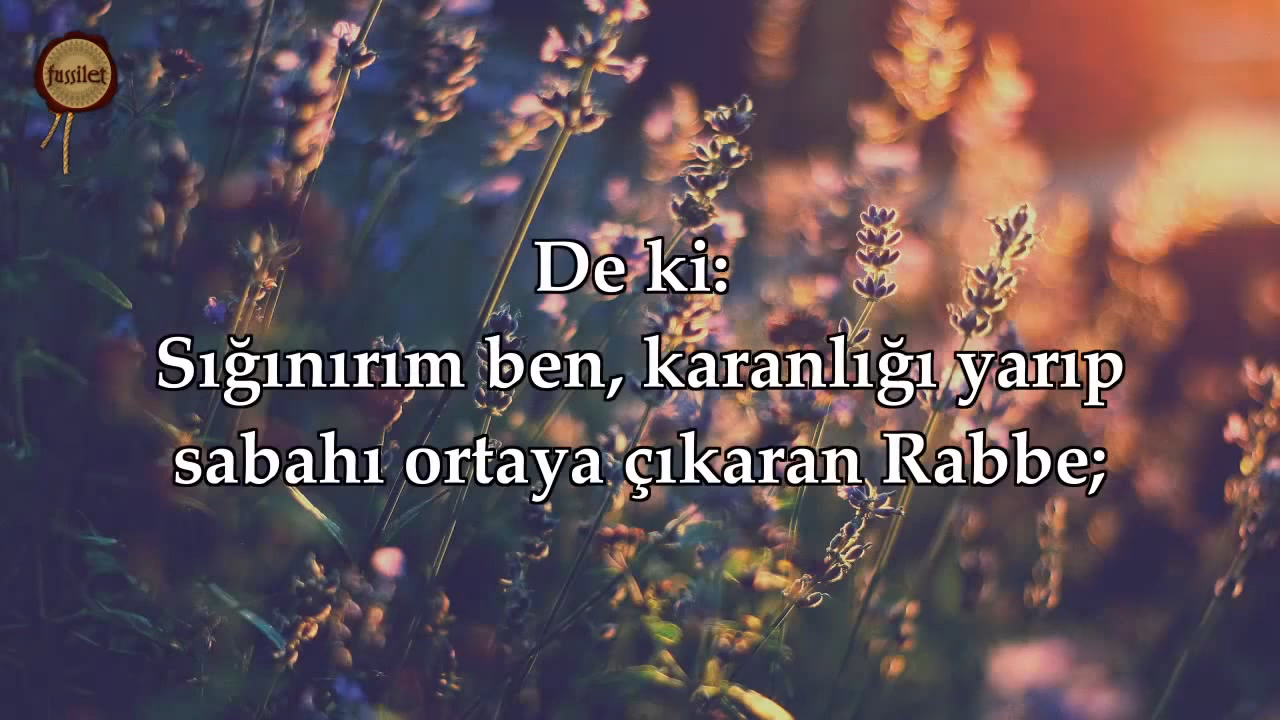 fussilet
De ki:
Sığınırım ben, karanlığı yarıp
sabahı ortaya çıkaran Rabbe;